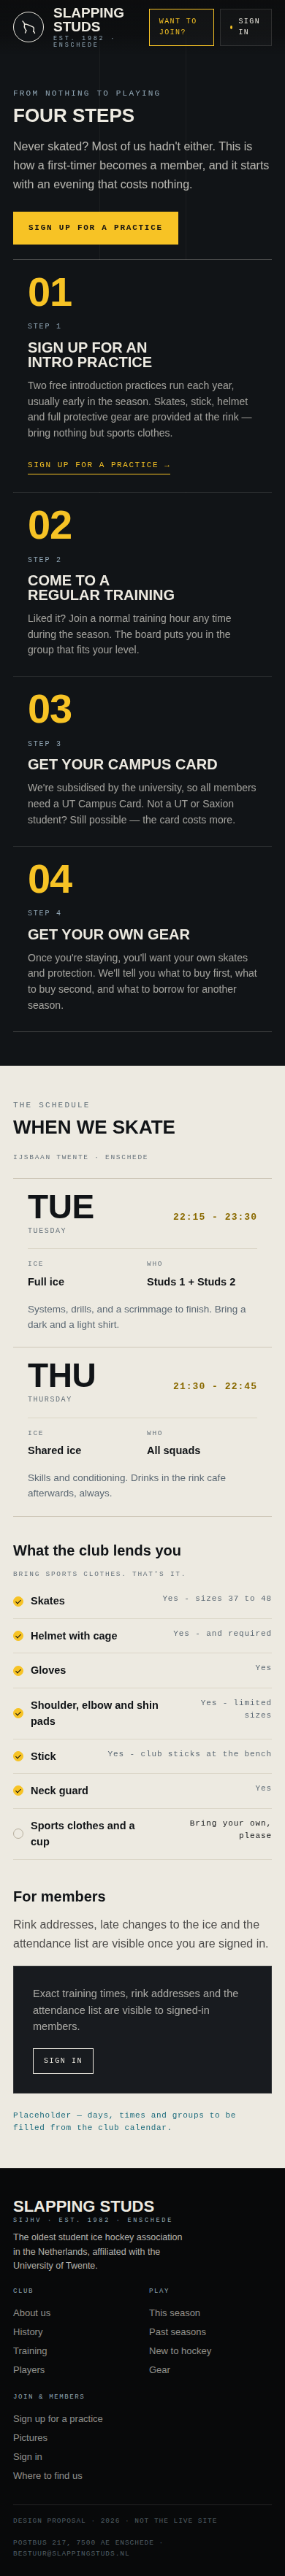 SLAPPING
STUDS
EST. 1982 ·
ENSCHEDE
WANT TO
JOIN?
SIGN
IN
FROM NOTHING TO PLAYING
FOUR STEPS
Never skated? Most of us hadn't either. This is
how a first-timer becomes a member, and it starts
with an evening that costs nothing.
SIGN UP FOR A PRACTICE
01
STEP 1
SIGN UP FOR AN
INTRO PRACTICE
Two free introduction practices run each year,
usually early in the season. Skates, stick, helmet
and full protective gear are provided at the rink —
bring nothing but sports clothes.
SIGN UP FOR A PRACTICE →
02
STEP 2
COME TO A
REGULAR TRAINING
Liked it? Join a normal training hour any time
during the season. The board puts you in the
group that fits your level.
03
STEP 3
GET YOUR CAMPUS CARD
We're subsidised by the university, so all members
need a UT Campus Card. Not a UT or Saxion
student? Still possible — the card costs more.
04
STEP 4
GET YOUR OWN GEAR
Once you're staying, you'll want your own skates
and protection. We'll tell you what to buy first, what
to buy second, and what to borrow for another
season.
THE SCHEDULE
WHEN WE SKATE
IJSBAAN TWENTE · ENSCHEDE
TUE
TUESDAY
22:15 - 23:30
ICE
WHO
Full ice
Studs 1 + Studs 2
Systems, drills, and a scrimmage to finish. Bring a
dark and a light shirt.
THU
THURSDAY
21:30 - 22:45
ICE
WHO
Shared ice
All squads
Skills and conditioning. Drinks in the rink cafe
afterwards, always.
What the club lends you
BRING SPORTS CLOTHES. THAT'S IT.
Skates
Yes - sizes 37 to 48
Helmet with cage
Yes - and required
Gloves
Yes
Shoulder, elbow and shin
pads
Yes - limited
sizes
Stick
Yes - club sticks at the bench
Neck guard
Yes
Sports clothes and a
cup
Bring your own,
please
For members
Rink addresses, late changes to the ice and the
attendance list are visible once you are signed in.
Exact training times, rink addresses and the
attendance list are visible to signed-in
members.
SIGN IN
Placeholder — days, times and groups to be
filled from the club calendar.
SLAPPING STUDS
SIJHV · EST. 1982 · ENSCHEDE
The oldest student ice hockey association
in the Netherlands, affiliated with the
University of Twente.
CLUB
PLAY
About us
This season
History
Past seasons
Training
New to hockey
Players
Gear
JOIN & MEMBERS
Sign up for a practice
Pictures
Sign in
Where to find us
DESIGN PROPOSAL · 2026 · NOT THE LIVE SITE
POSTBUS 217, 7500 AE ENSCHEDE ·
BESTUUR@SLAPPINGSTUDS.NL